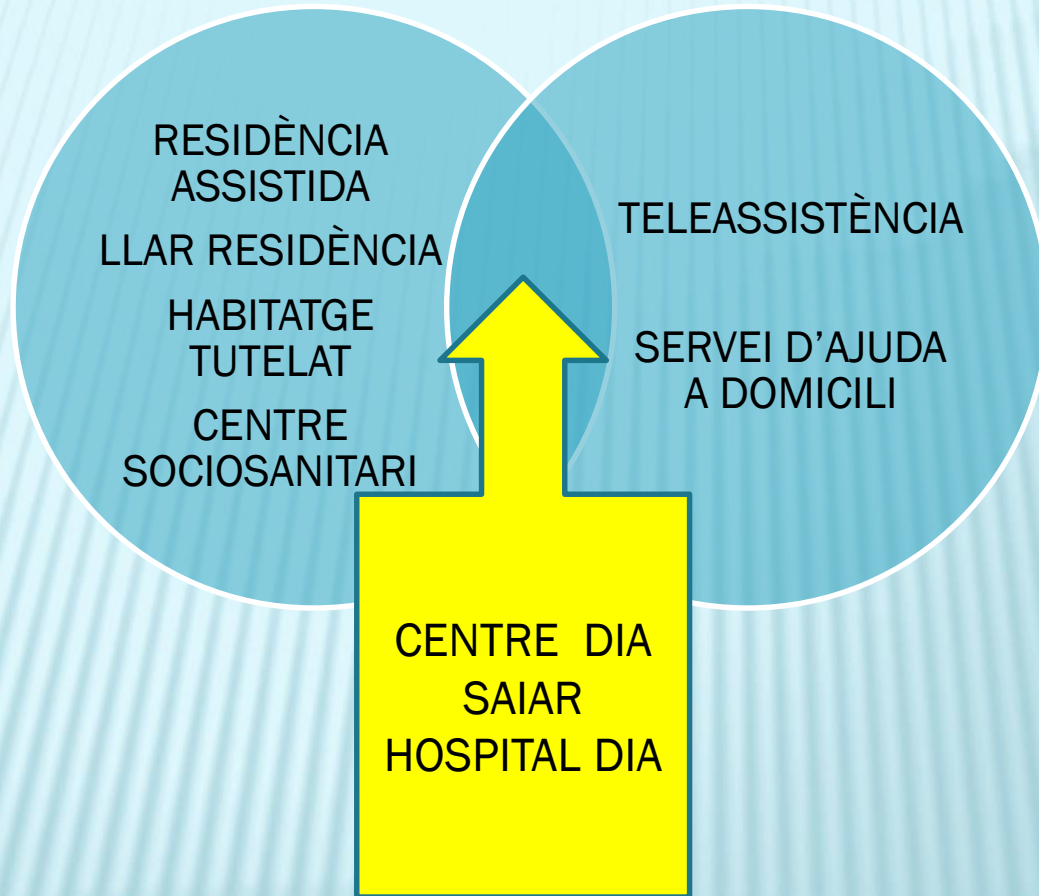 RESIDÈNCIA
ASSISTIDA
LLAR RESIDÈNCIA
HABITATGE
TUTELAT
CENTRE
SOCIOSANITARI
TELEASSISTÈNCIA
SERVEI D’AJUDA
A DOMICILI
CENTRE DIA
SAIAR
HOSPITAL DIA